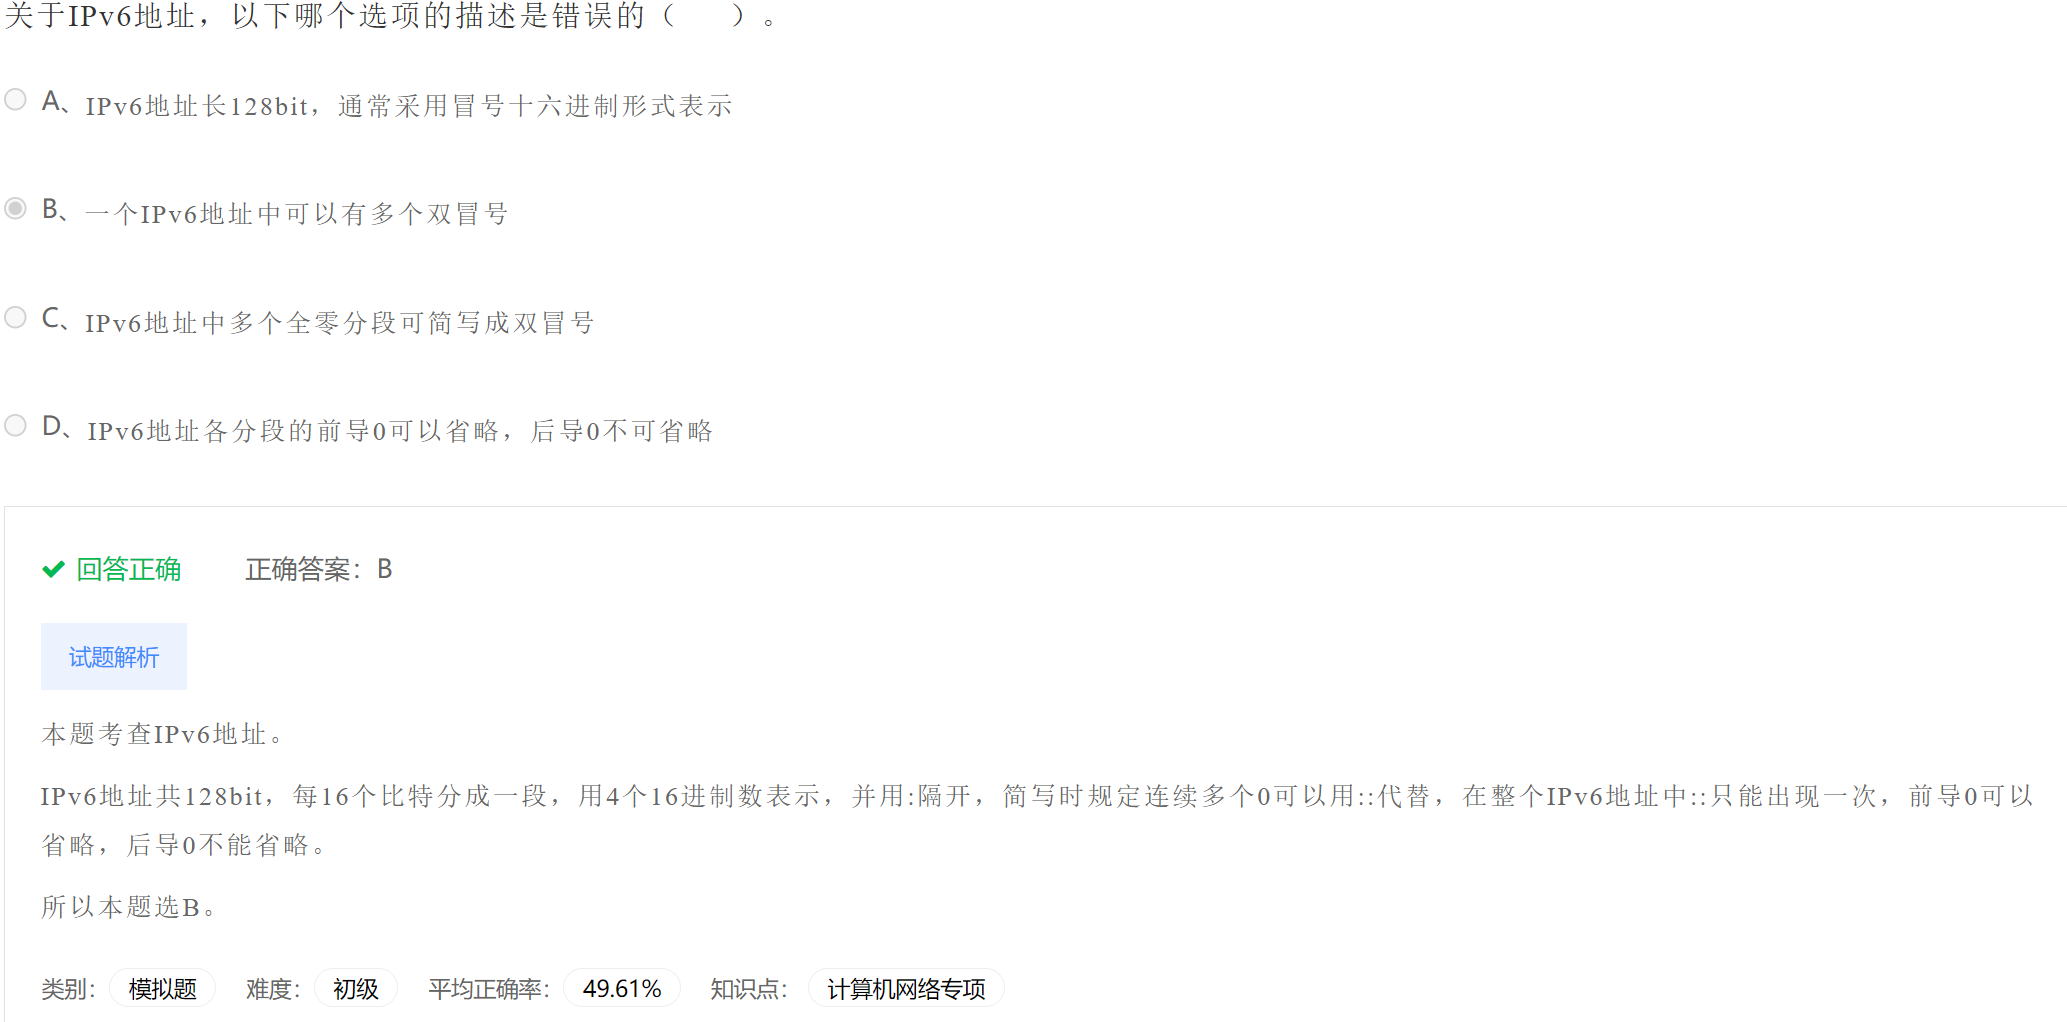 关于IPv6地址，以下哪个选项的描述是错误的（　　）。
A、IPv6地址长128bit，通常采用冒号十六进制形式表示
B、一个IPv6地址中可以有多个双冒号
C、IPv6地址中多个全零分段可简写成双冒号
D、IPv6地址各分段的前导0可以省略，后导0不可省略
回答正确 正确答案：B
试题解析
本题考查IPv6地址。
IPv6地址共128bit，每16个比特分成一段，用4个16进制数表示，并用:隔开，简写时规定连续多个0可以用::代替，在整个IPv6地址中::只能出现一次，前导0可以
省略，后导0不能省略。
所以本题选B。
类别： 模拟题 难度： 初级 平均正确率： 49.61% 知识点： 计算机网络专项